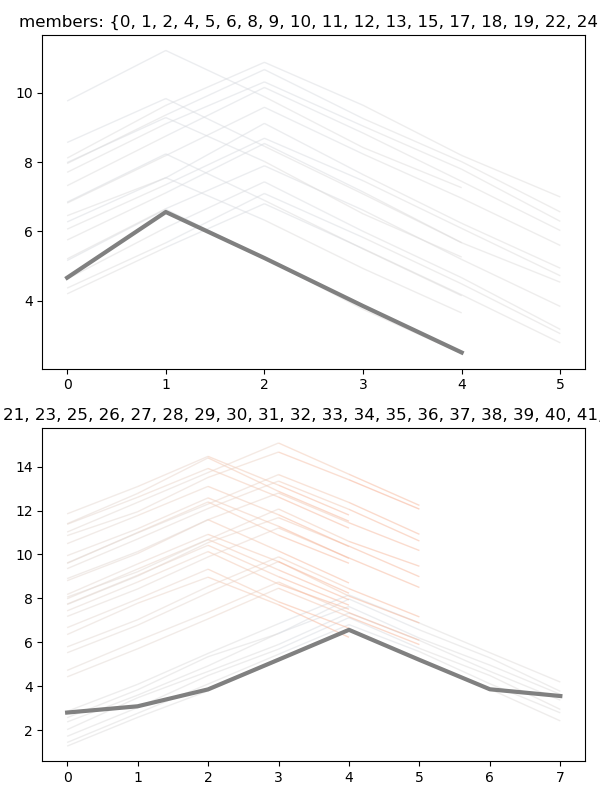 members: {0, 1, 2, 4, 5, 6, 8, 9, 10, 11, 12, 13, 15, 17, 18, 19, 22, 24
10
8
6
4
0 1 2 3 4 5
21, 23, 25, 26, 27, 28, 29, 30, 31, 32, 33, 34, 35, 36, 37, 38, 39, 40, 41,
14
12
10
8
6
4
2
0 1 2 3 4 5 6 7